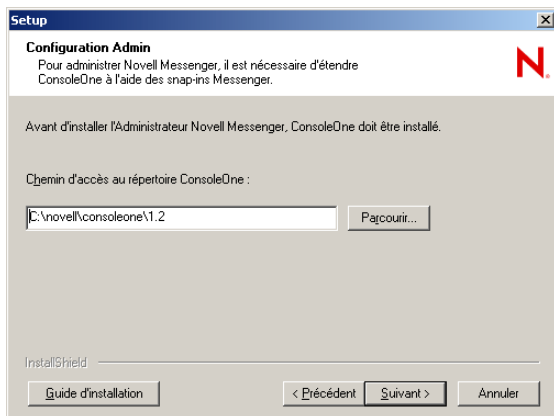 Setup
Configuration Admin
Pour administrer Novell Messenger, il est nécessaire d'étendre
ConsoleOne à l'aide des snap-ins Messenger.
N.
Avant d'installer l'Administrateur Novell Messenger, ConsoleOne doit être installé.
Chemin d'accès au répertoire ConsoleOne :
C:\novell\consoleone\1.2
Parcourir...
InstallShield
Guide d'installation
< Précédent
Suivant >
Annuler